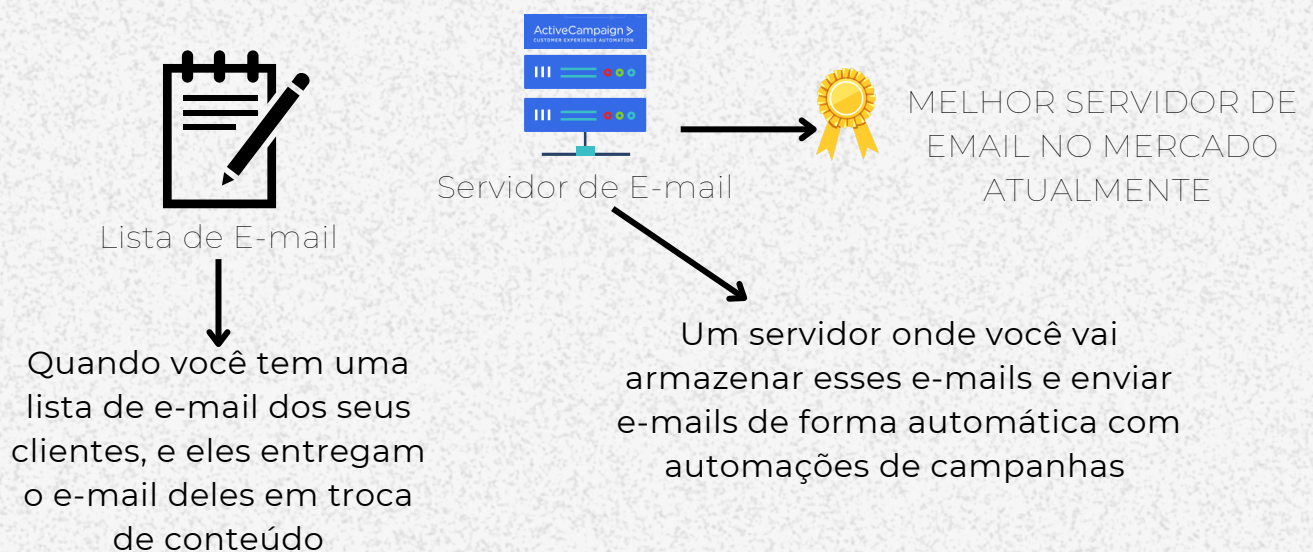 ActiveCampaign >
CUSTOMER EXPERIENCE AUTOMATION
MELHOR SERVIDOR DE
EMAIL NO MERCADO
ATUALMENTE
Servidor de E-mail
Lista de E-mail
Quando você tem uma
lista de e-mail dos seus
clientes, e eles entregam
o e-mail deles em troca
de conteúdo
Um servidor onde você vai
armazenar esses e-mails e enviar
e-mails de forma automática com
automações de campanhas